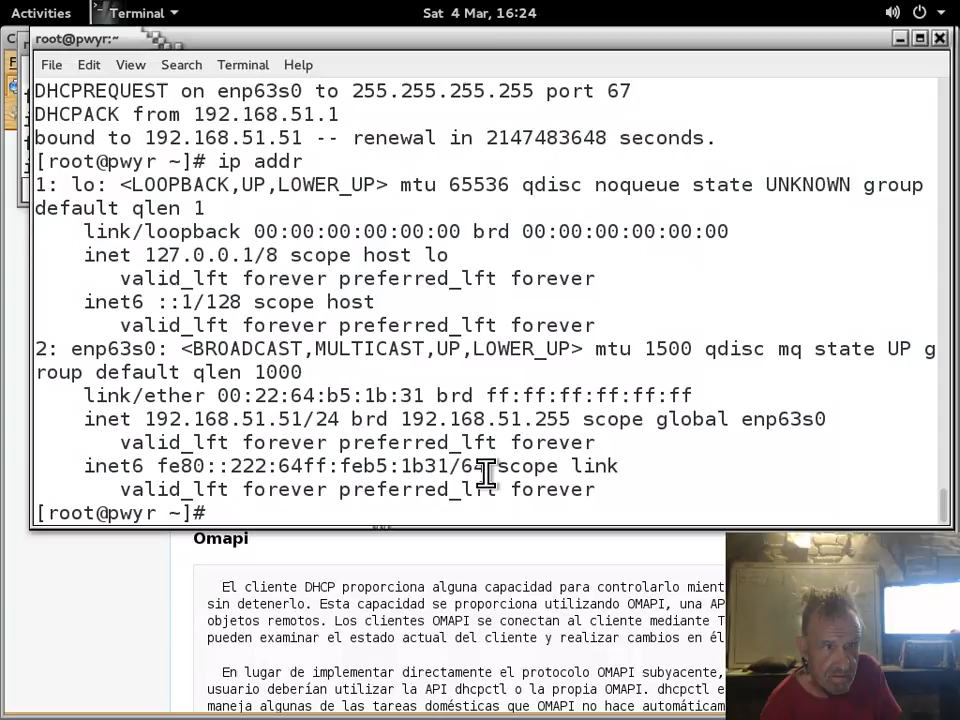 Activities
Terminal
Sat 4 Mar, 16:24
root@pwyr:~
File Edit View Search Terminal Help
DHCPREQUEST on enp63s0 to 255.255.255.255 port 67
DHCPACK from 192.168.51.1
bound to 192.168.51.51 -- renewal in 2147483648 seconds.
[root@pwyr ~]# ip addr
1: lo: <LOOPBACK,UP,LOWER_UP> mtu 65536 qdisc noqueue state UNKNOWN group
default qlen 1
link/loopback 00:00:00:00:00:00 brd 00:00:00:00:00:00
inet 127.0.0.1/8 scope host lo
valid_lft forever preferred_lft forever
inet6 ::1/128 scope host
valid_lft forever preferred_lft forever
2: enp63s0: <BROADCAST,MULTICAST,UP,LOWER_UP> mtu 1500 qdisc mq state UP g
roup default qlen 1000
link/ether 00:22:64:b5:1b:31 brd ff:ff:ff:ff:ff:ff
inet 192.168.51.51/24 brd 192.168.51.255 scope global enp63s0
valid_lft forever preferred_lft forever
inet6 fe80::222:64ff:feb5:1b31/64 scope link
valid_lft forever preferred_lft forever
[root@pwyr ~]#
Omapi
El cliente DHCP proporciona alguna capacidad para controlarlo mient
sin detenerlo. Esta capacidad se proporciona utilizando OMAPI, una AP
objetos remotos. Los clientes OMAPI se conectan al cliente mediante T
pueden examinar el estado actual del cliente y realizar cambios en él
En lugar de implementar directamente el protocolo OMAPI subyacente,
usuario deberían utilizar la API dhcpctl o la propia OMAPI. dhcpctl e
maneja algunas de las tareas domésticas que OMAPI no hace automáticam